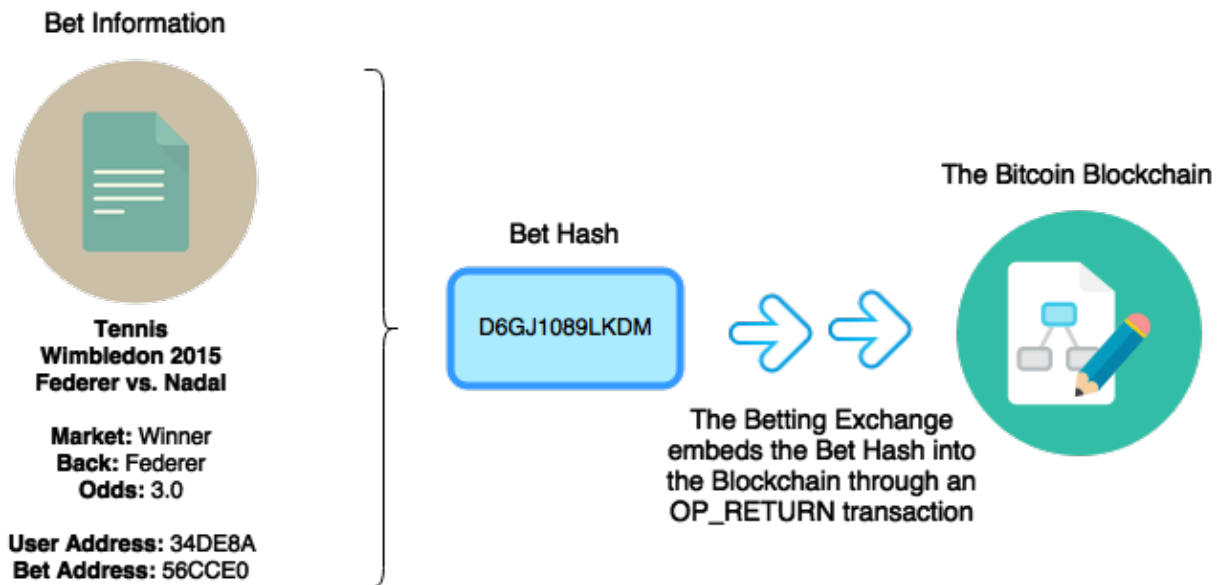 Bet Information
Tennis
Wimbledon 2015
Federer vs. Nadal
Market: Winner
Back: Federer
Odds: 3.0
User Address: 34DE8A
Bet Address: 56CCE0
Bet Hash
D6GJ1089LKDM
The Betting Exchange
embeds the Bet Hash into
the Blockchain through an
OP_RETURN transaction
The Bitcoin Blockchain